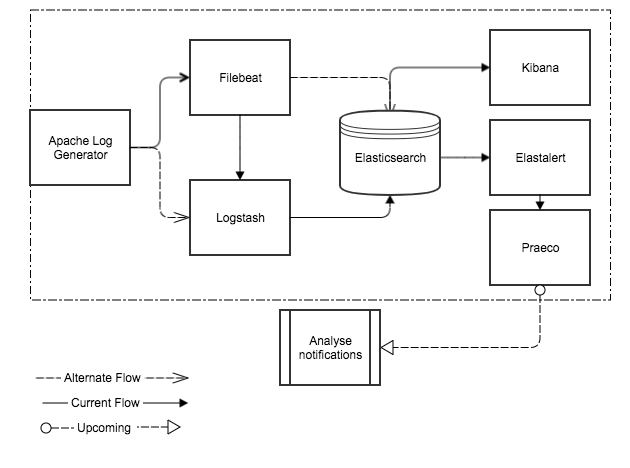 Filebeat
Kibana
Apache Log
Generator
Elasticsearch
Elastalert
Logstash
Praeco
Analyse
notifications
Alternate Flow
Current Flow
Upcoming